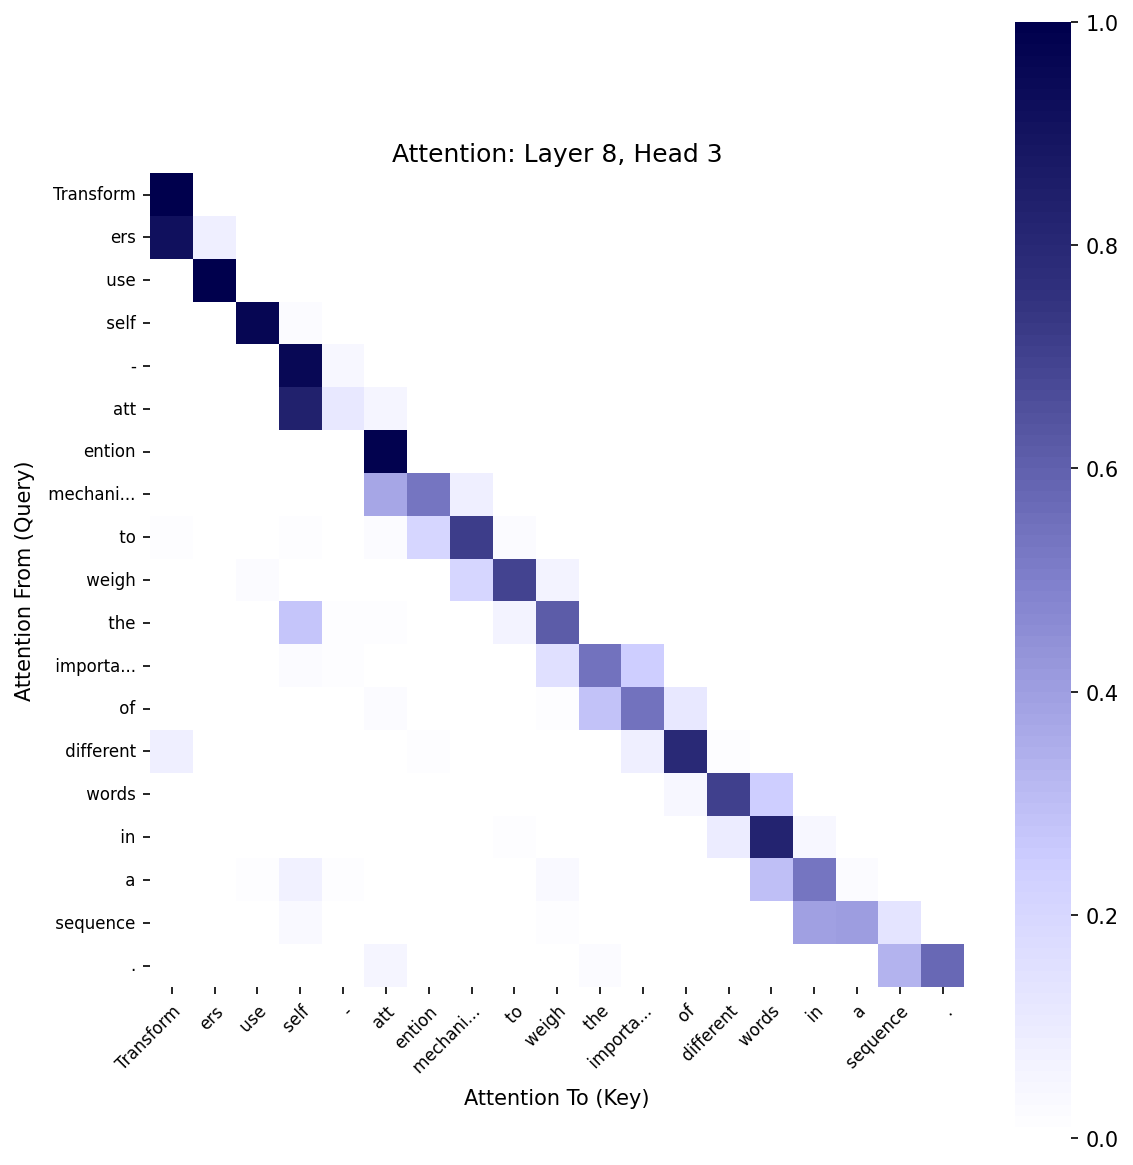 Attention: Layer 8, Head 3
Attention From (Query)
Transform
ers
use
self
-
att
ention
mechani...
to
weigh
the
importa...
of
different
words
in
a
sequence
.
Transform
ers
use
self
-
att
ention
mechani...
to
weigh
the
importa...
of
different
words
in
a
sequence
.
Attention To (Key)
1.0
0.8
0.6
0.4
0.2
0.0